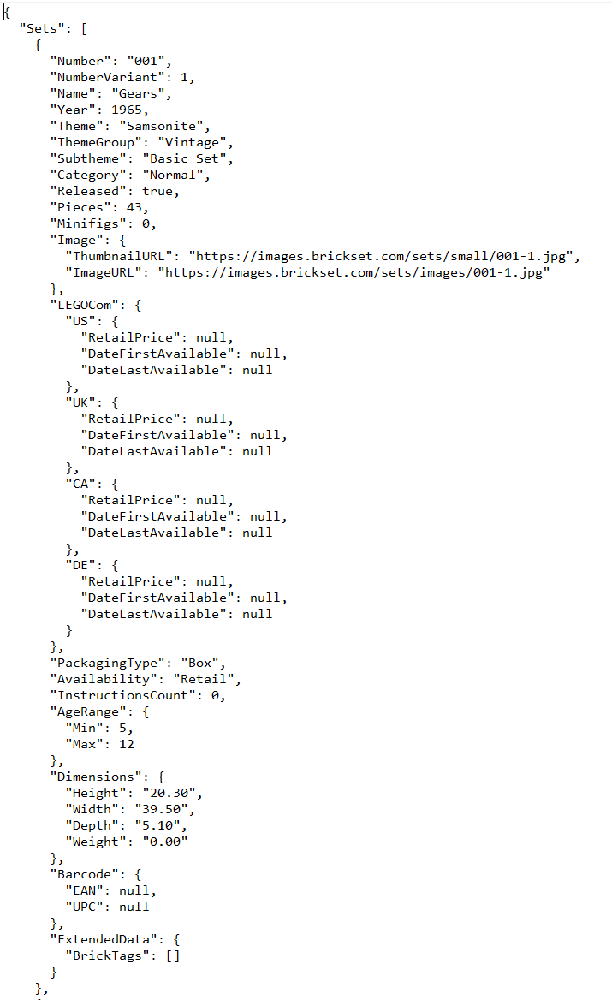 {
  "Sets": [
    {
      "Number": "001",
      "NumberVariant": 1,
      "Name": "Gears",
      "Year": 1965,
      "Theme": "Samsonite",
      "ThemeGroup": "Vintage",
      "Subtheme": "Basic Set",
      "Category": "Normal",
      "Released": true,
      "Pieces": 43,
      "Minifigs": 0,
      "Image": {
        "ThumbnailURL": "https://images.brickset.com/sets/small/001-1.jpg",
        "ImageURL": "https://images.brickset.com/sets/images/001-1.jpg"
      },
      "LEGOCom": {
        "US": {
          "RetailPrice": null,
          "DateFirstAvailable": null,
          "DateLastAvailable": null
        },
        "UK": {
          "RetailPrice": null,
          "DateFirstAvailable": null,
          "DateLastAvailable": null
        },
        "CA": {
          "RetailPrice": null,
          "DateFirstAvailable": null,
          "DateLastAvailable": null
        },
        "DE": {
          "RetailPrice": null,
          "DateFirstAvailable": null,
          "DateLastAvailable": null
        }
      },
      "PackagingType": "Box",
      "Availability": "Retail",
      "InstructionsCount": 0,
      "AgeRange": {
        "Min": 5,
        "Max": 12
      },
      "Dimensions": {
        "Height": "20.30",
        "Width": "39.50",
        "Depth": "5.10",
        "Weight": "0.00"
      },
      "Barcode": {
        "EAN": null,
        "UPC": null
      },
      "ExtendedData": {
        "BrickTags": []
      }
    },